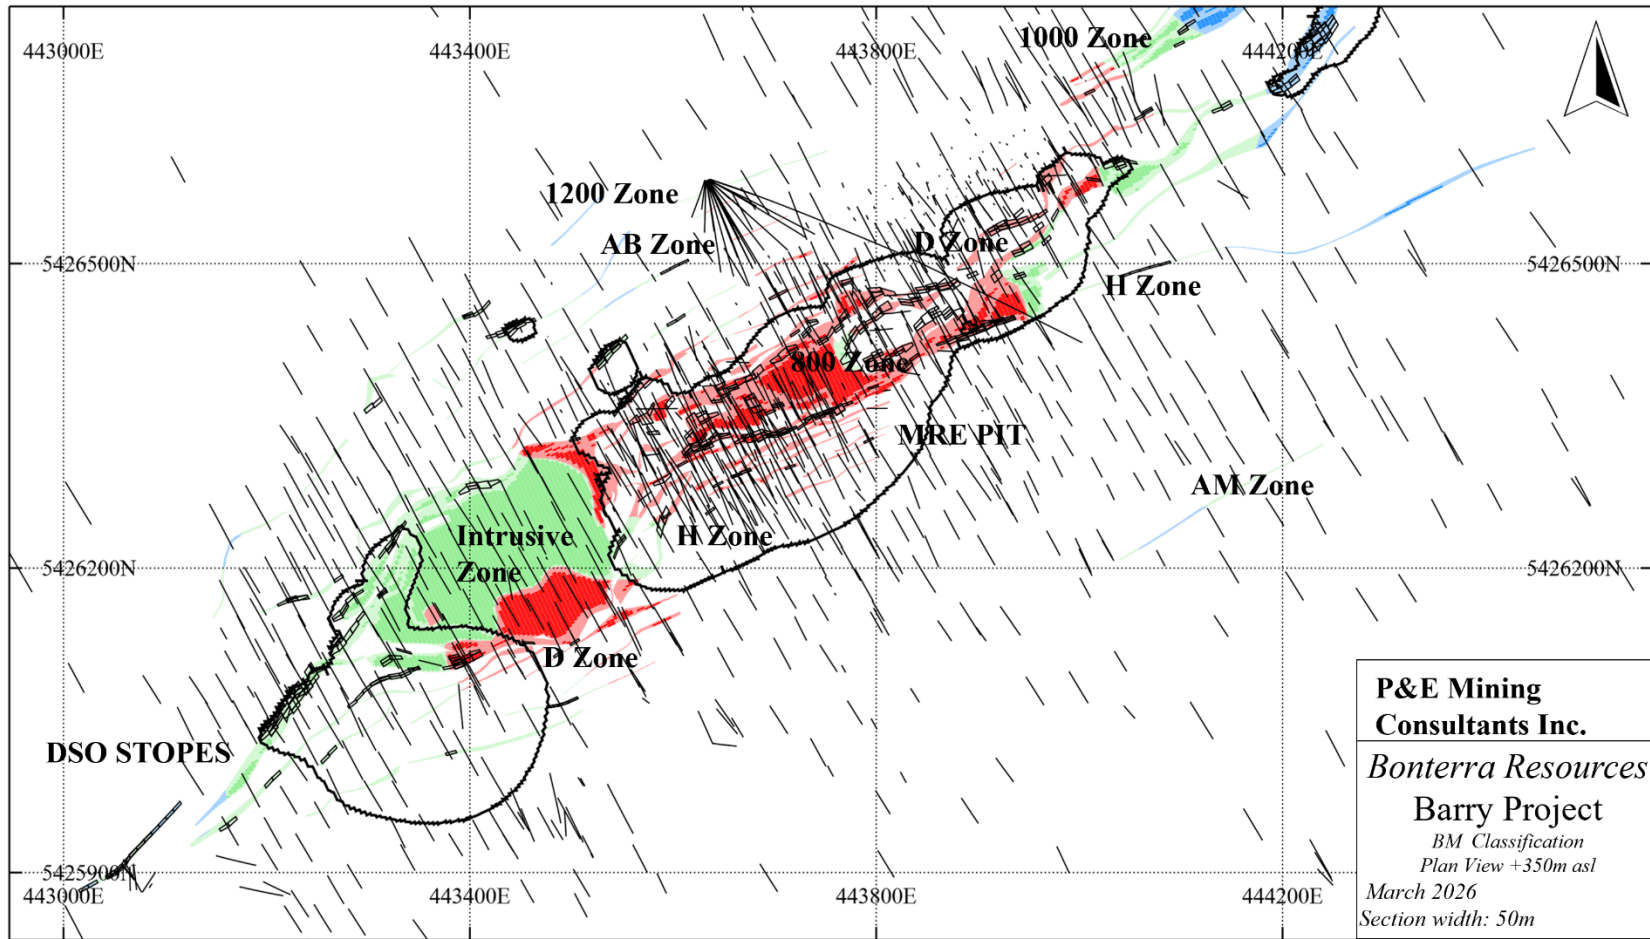 1000 Zone
443000E
443400E
443800E
444200E
1200 Zone
AB Zone
D Zone
5426500N
5426500N
H Zone
800 Zone
MRE PIT
AM Zone
Intrusive
Zone
H Zone
5426200N
5426200N
D Zone
DSO STOPES
P&E Mining
Consultants Inc.
Bonterra Resources
Barry Project
BM Classification
Plan View +350m asl
March 2026
Section width: 50m
5425900N
443000E
443400E
443800E
444200E